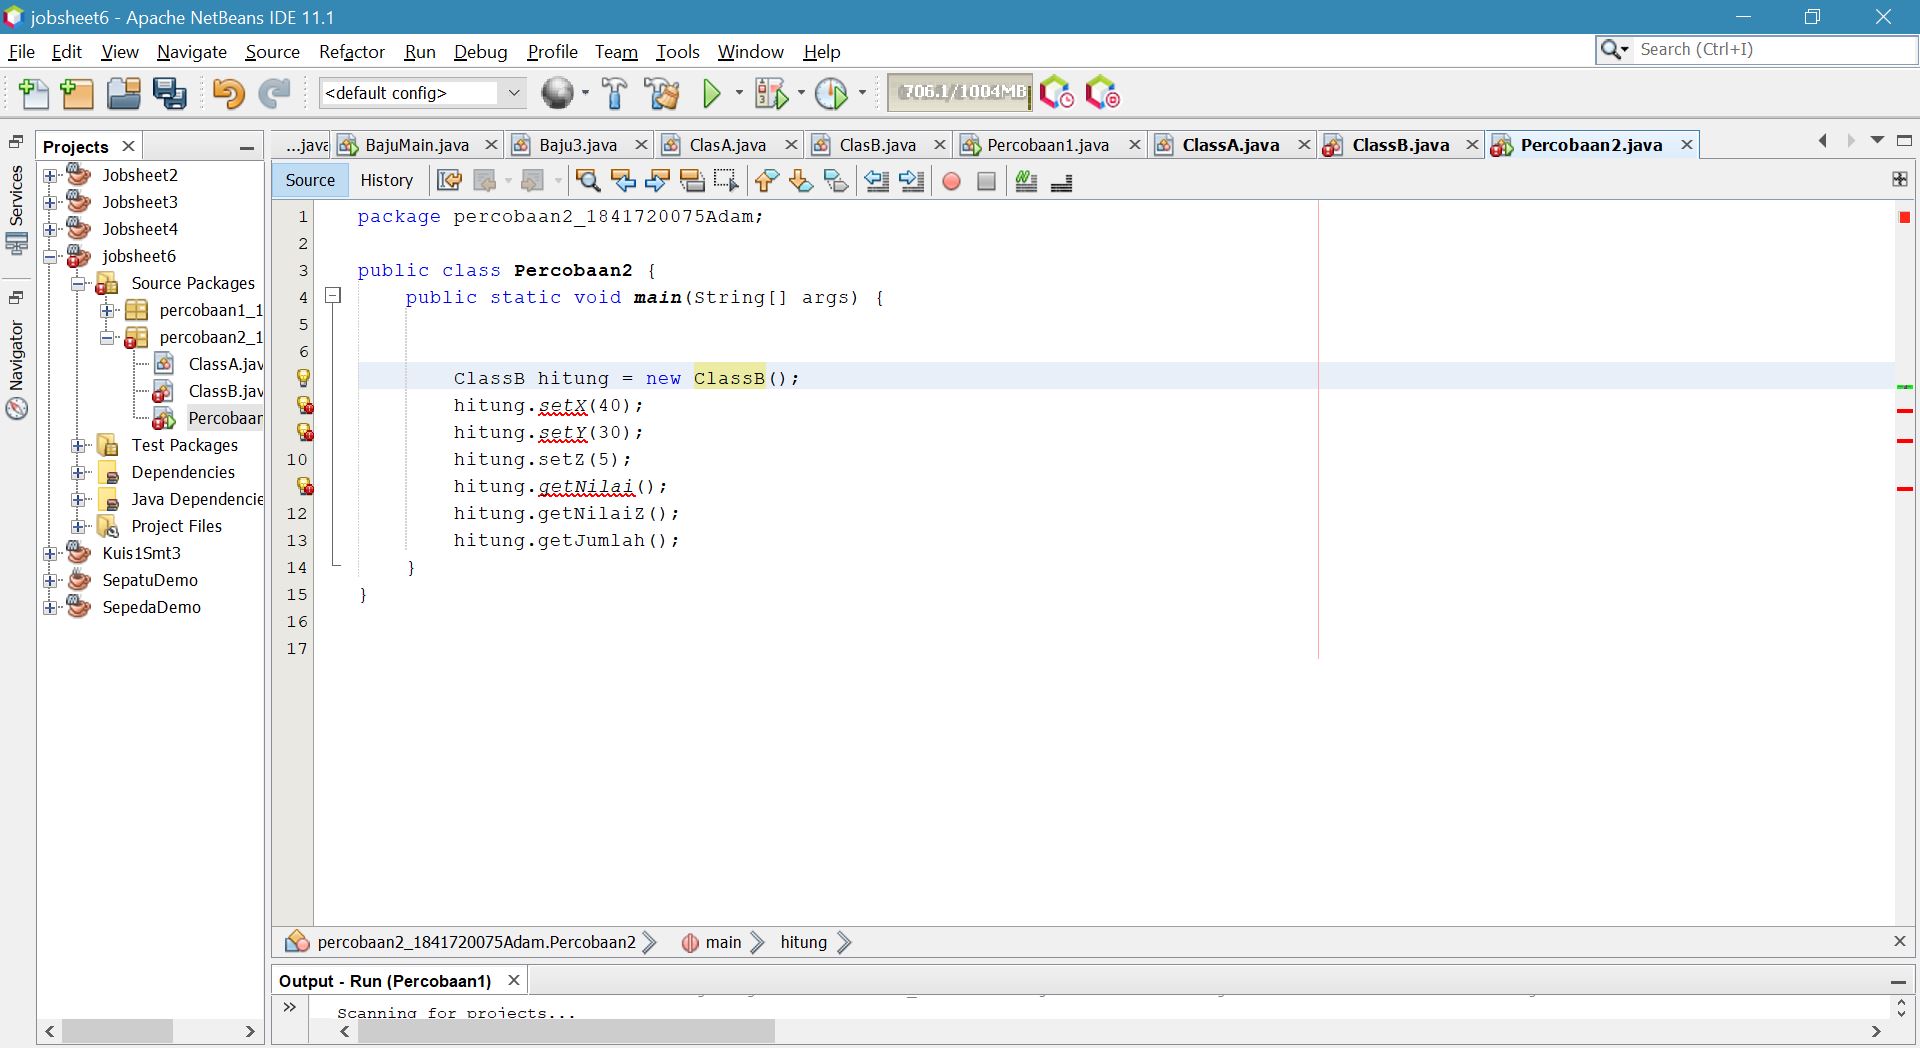 jobsheet6 - Apache NetBeans IDE 11.1
File Edit View Navigate Source Refactor Run Debug Profile Team Tools Window Help
Search (Ctrl+I)
<default config>
706.1/1004MB
Services
Navigator
Projects
Jobsheet2
Jobsheet3
Jobsheet4
jobsheet6
Source Packages
percobaan1_1
percobaan2_1
ClassA.jav
ClassB.jav
Percobaar
Test Packages
Dependencies
Java Dependencie
Project Files
Kuis1Smt3
SepatuDemo
SepedaDemo
...java BajuMain.java Baju3.java ClasA.java ClasB.java Percobaan1.java ClassA.java ClassB.java Percobaan2.java
Source History
1 package percobaan2_1841720075Adam;
2
3 public class Percobaan2 {
4 public static void main(String[] args) {
5
6
ClassB hitung = new ClassB();
hitung.setX(40);
hitung.setY(30);
10 hitung.setZ(5);
hitung.getNilai();
12 hitung.getNilaiZ();
13 hitung.getJumlah();
14 }
15 }
16
17
percobaan2_1841720075Adam.Percobaan2 main hitung
Output - Run (Percobaan1)
Scanning for projects...